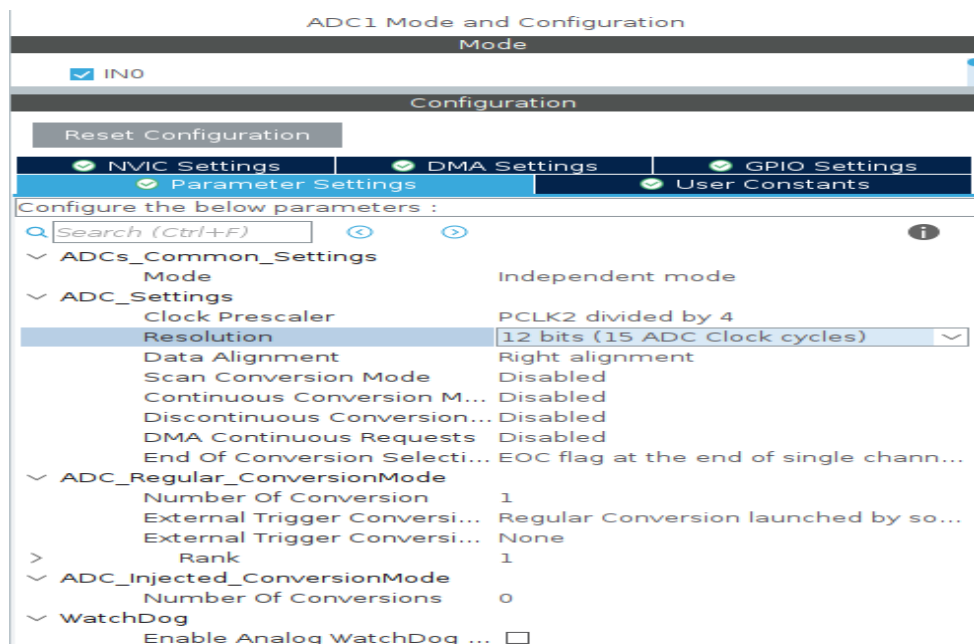 ADC1 Mode and Configuration
Mode
IN0
Configuration
Reset Configuration
NVIC Settings DMA Settings GPIO Settings
Parameter Settings User Constants
Configure the below parameters :
Search (Ctrl+F)
ADCs_Common_Settings
Mode Independent mode
ADC_Settings
Clock Prescaler PCLK2 divided by 4
Resolution 12 bits (15 ADC Clock cycles)
Data Alignment Right alignment
Scan Conversion Mode Disabled
Continuous Conversion M... Disabled
Discontinuous Conversion... Disabled
DMA Continuous Requests Disabled
End Of Conversion Selecti... EOC flag at the end of single chann...
ADC_Regular_ConversionMode
Number Of Conversion 1
External Trigger Conversi... Regular Conversion launched by so...
External Trigger Conversi... None
Rank 1
ADC_Injected_ConversionMode
Number Of Conversions 0
WatchDog
Enable Analog WatchDog ...